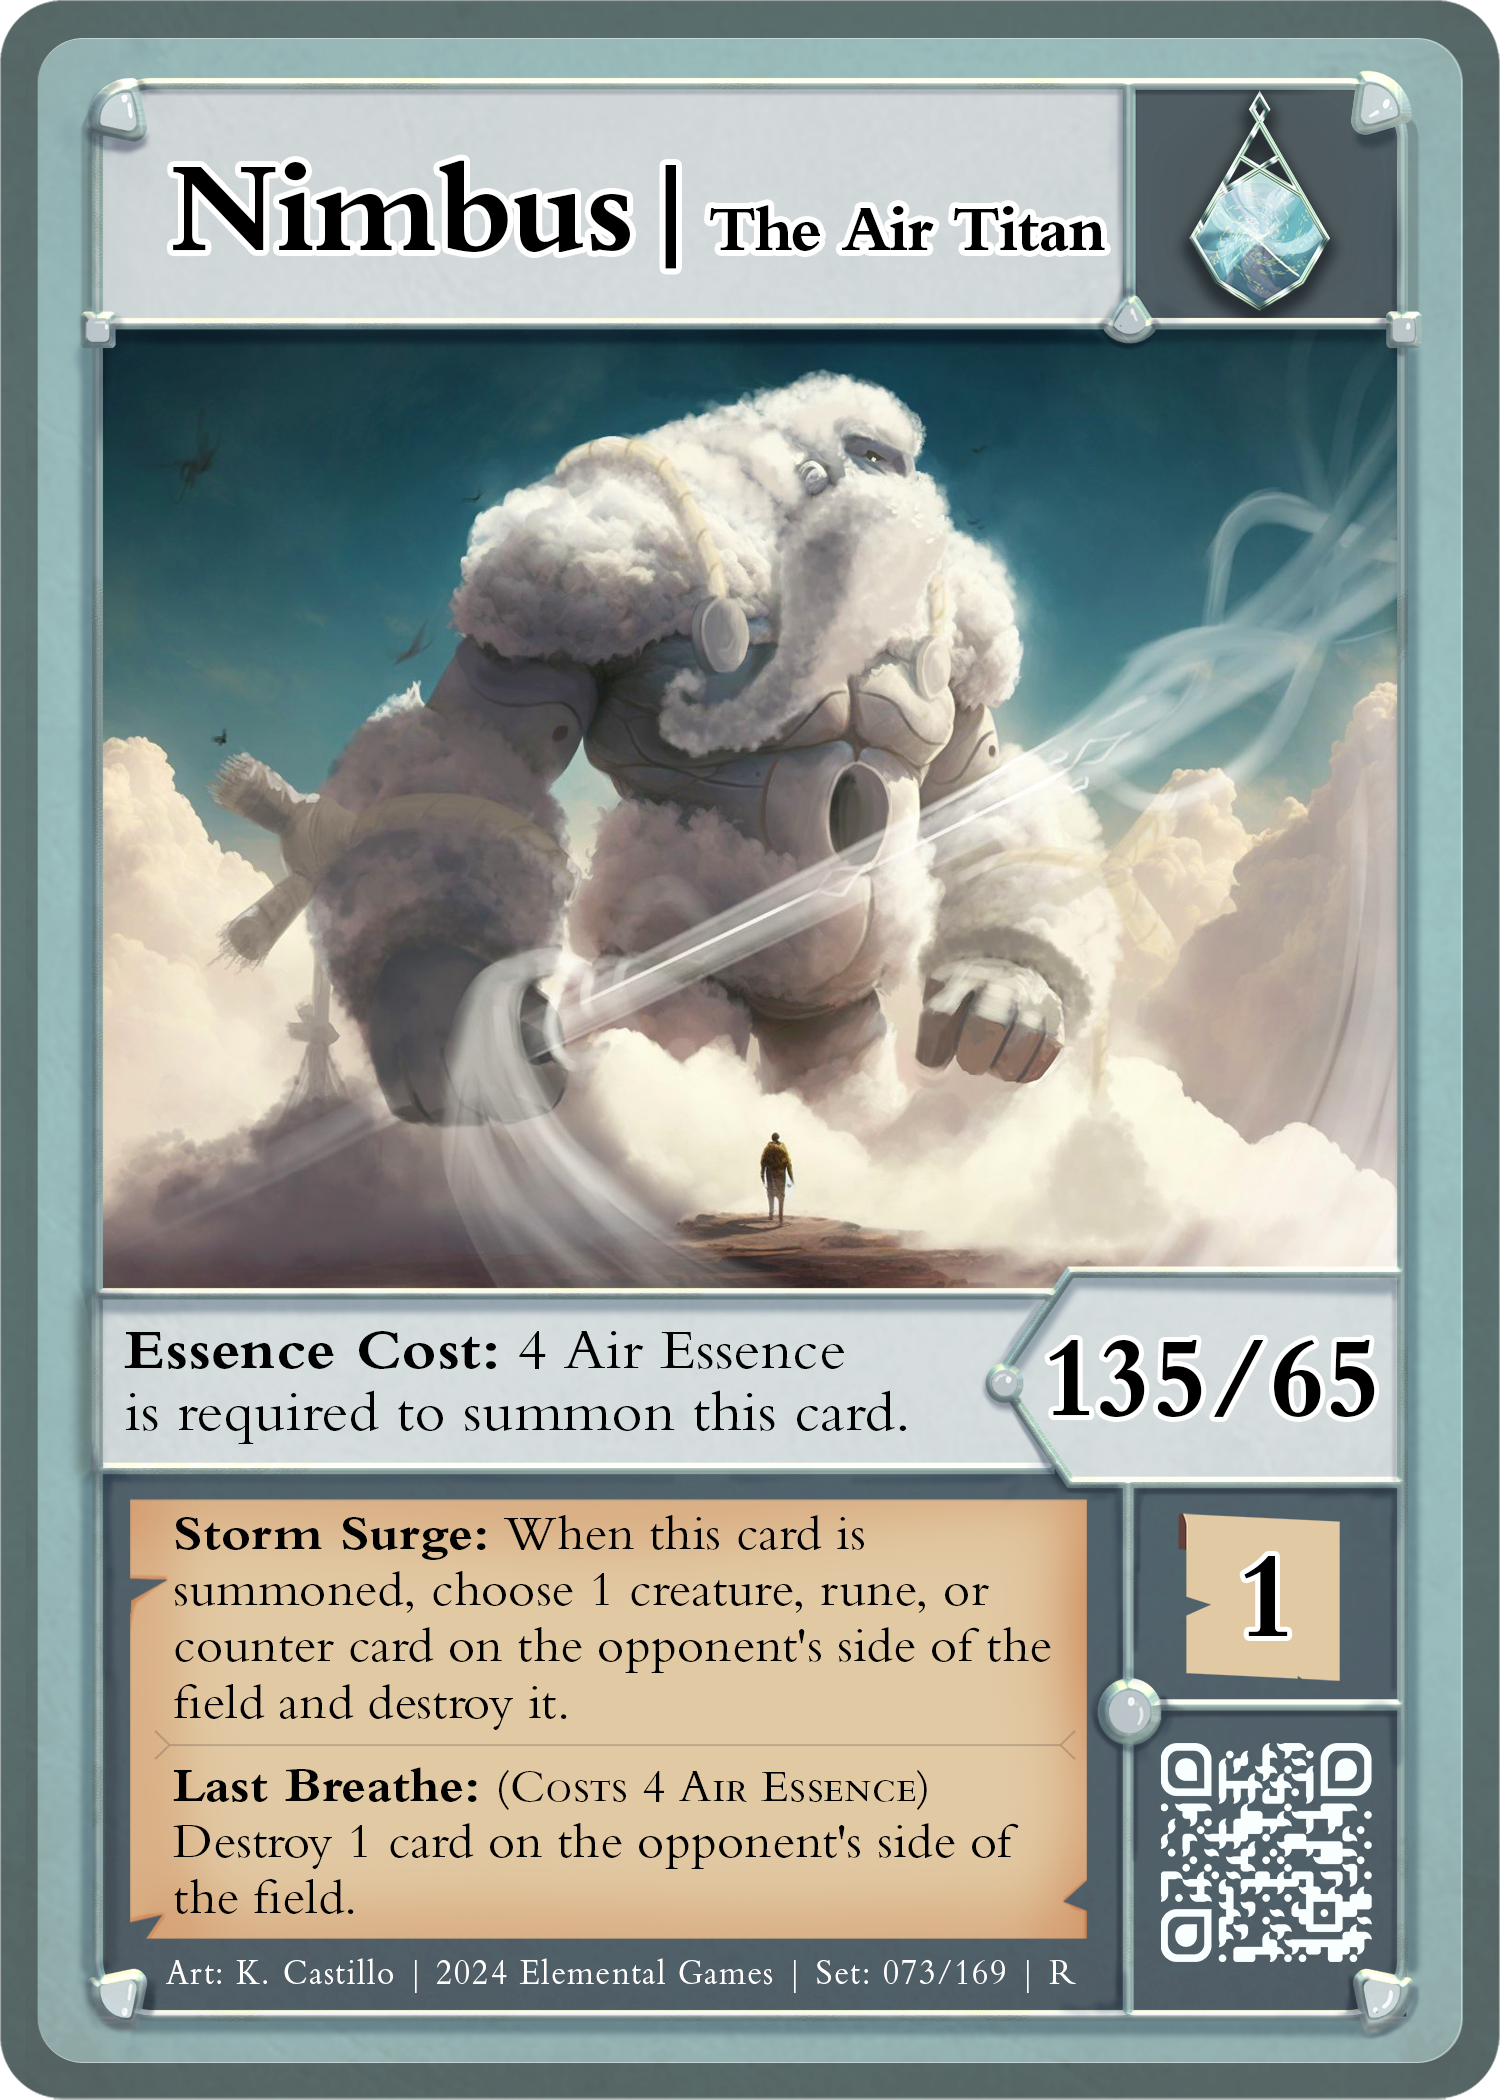 Nimbus | The Air Titan
Essence Cost: 4 Air Essence
is required to summon this card.
135/65
Storm Surge: When this card is
summoned, choose 1 creature, rune, or
counter card on the opponent's side of the
field and destroy it.
1
Last Breathe: (Costs 4 Air Essence)
Destroy 1 card on the opponent's side of
the field.
Art: K. Castillo | 2024 Elemental Games | Set: 073/169 | R